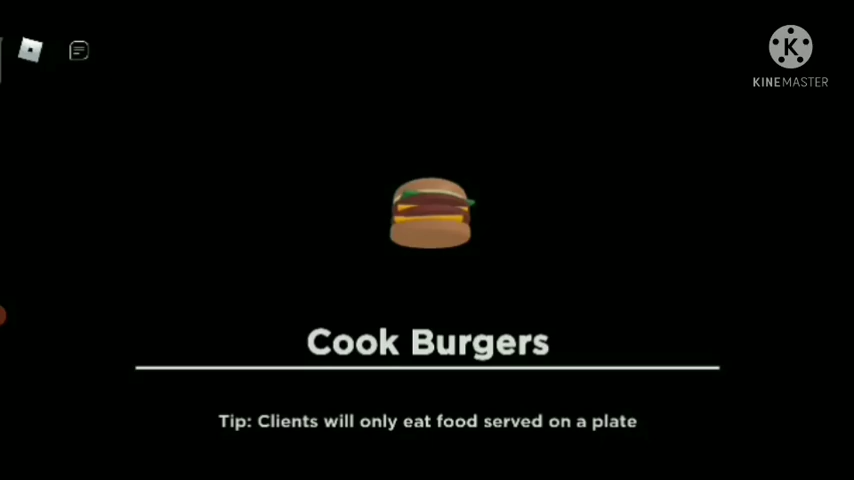 K
KINEMASTER
Cook Burgers
Tip: Clients will only eat food served on a plate